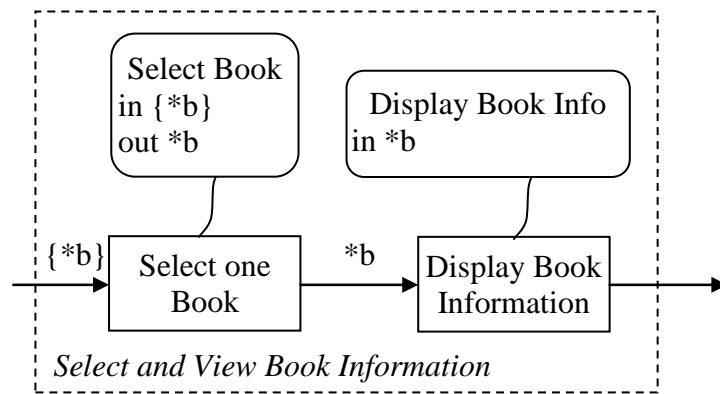 Select Book
in {*b}
out *b
Display Book Info
in *b
{*b}
Select one
Book
*b
Display Book
Information
Select and View Book Information